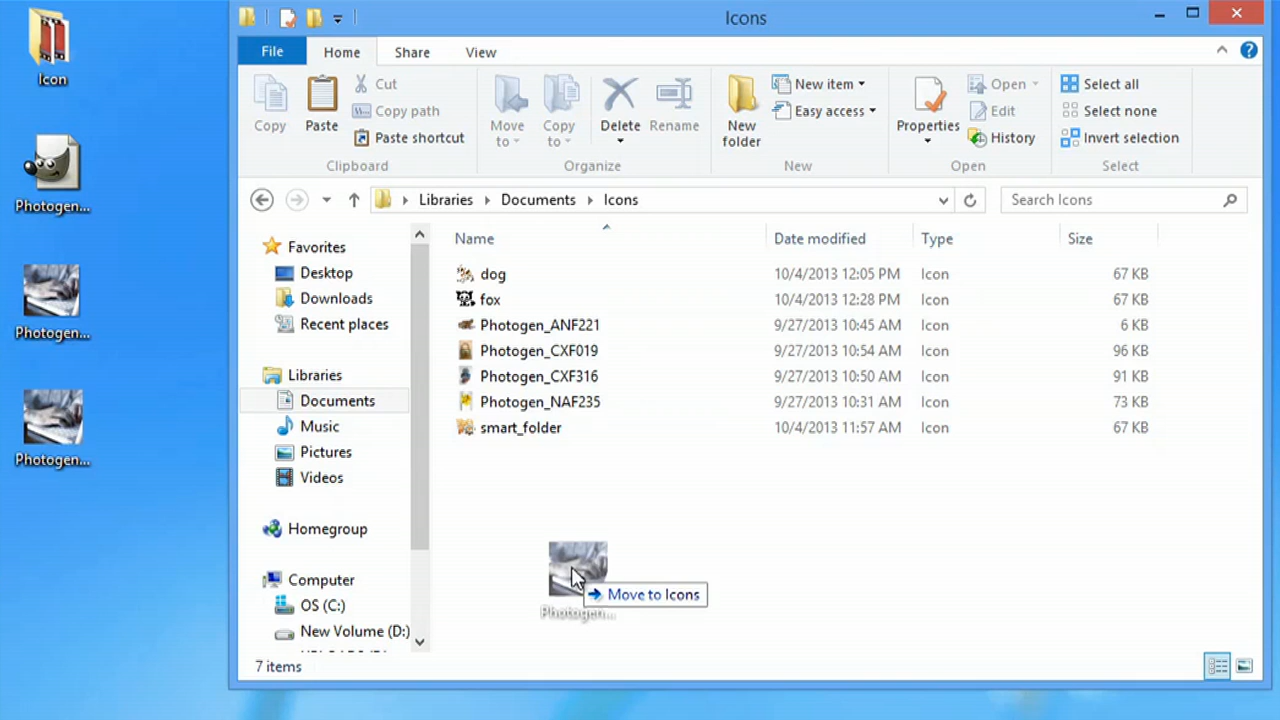 Icon
Photogen...
Photogen...
Photogen...
Icons
File Home Share View
Copy
Paste
Cut
Copy path
Paste shortcut
Clipboard
Move to
Copy to
Delete
Rename
Organize
New folder
New item
Easy access
New
Properties
Open
Edit
History
Open
Select all
Select none
Invert selection
Select
Libraries Documents Icons
Search Icons
Favorites
Desktop
Downloads
Recent places
Libraries
Documents
Music
Pictures
Videos
Homegroup
Computer
OS (C:)
New Volume (D:)
Name Date modified Type Size
dog 10/4/2013 12:05 PM Icon 67 KB
fox 10/4/2013 12:28 PM Icon 67 KB
Photogen_ANF221 9/27/2013 10:45 AM Icon 6 KB
Photogen_CXF019 9/27/2013 10:54 AM Icon 96 KB
Photogen_CXF316 9/27/2013 10:50 AM Icon 91 KB
Photogen_NAF235 9/27/2013 10:31 AM Icon 73 KB
smart_folder 10/4/2013 11:57 AM Icon 67 KB
Move to Icons
Photogen...
7 items